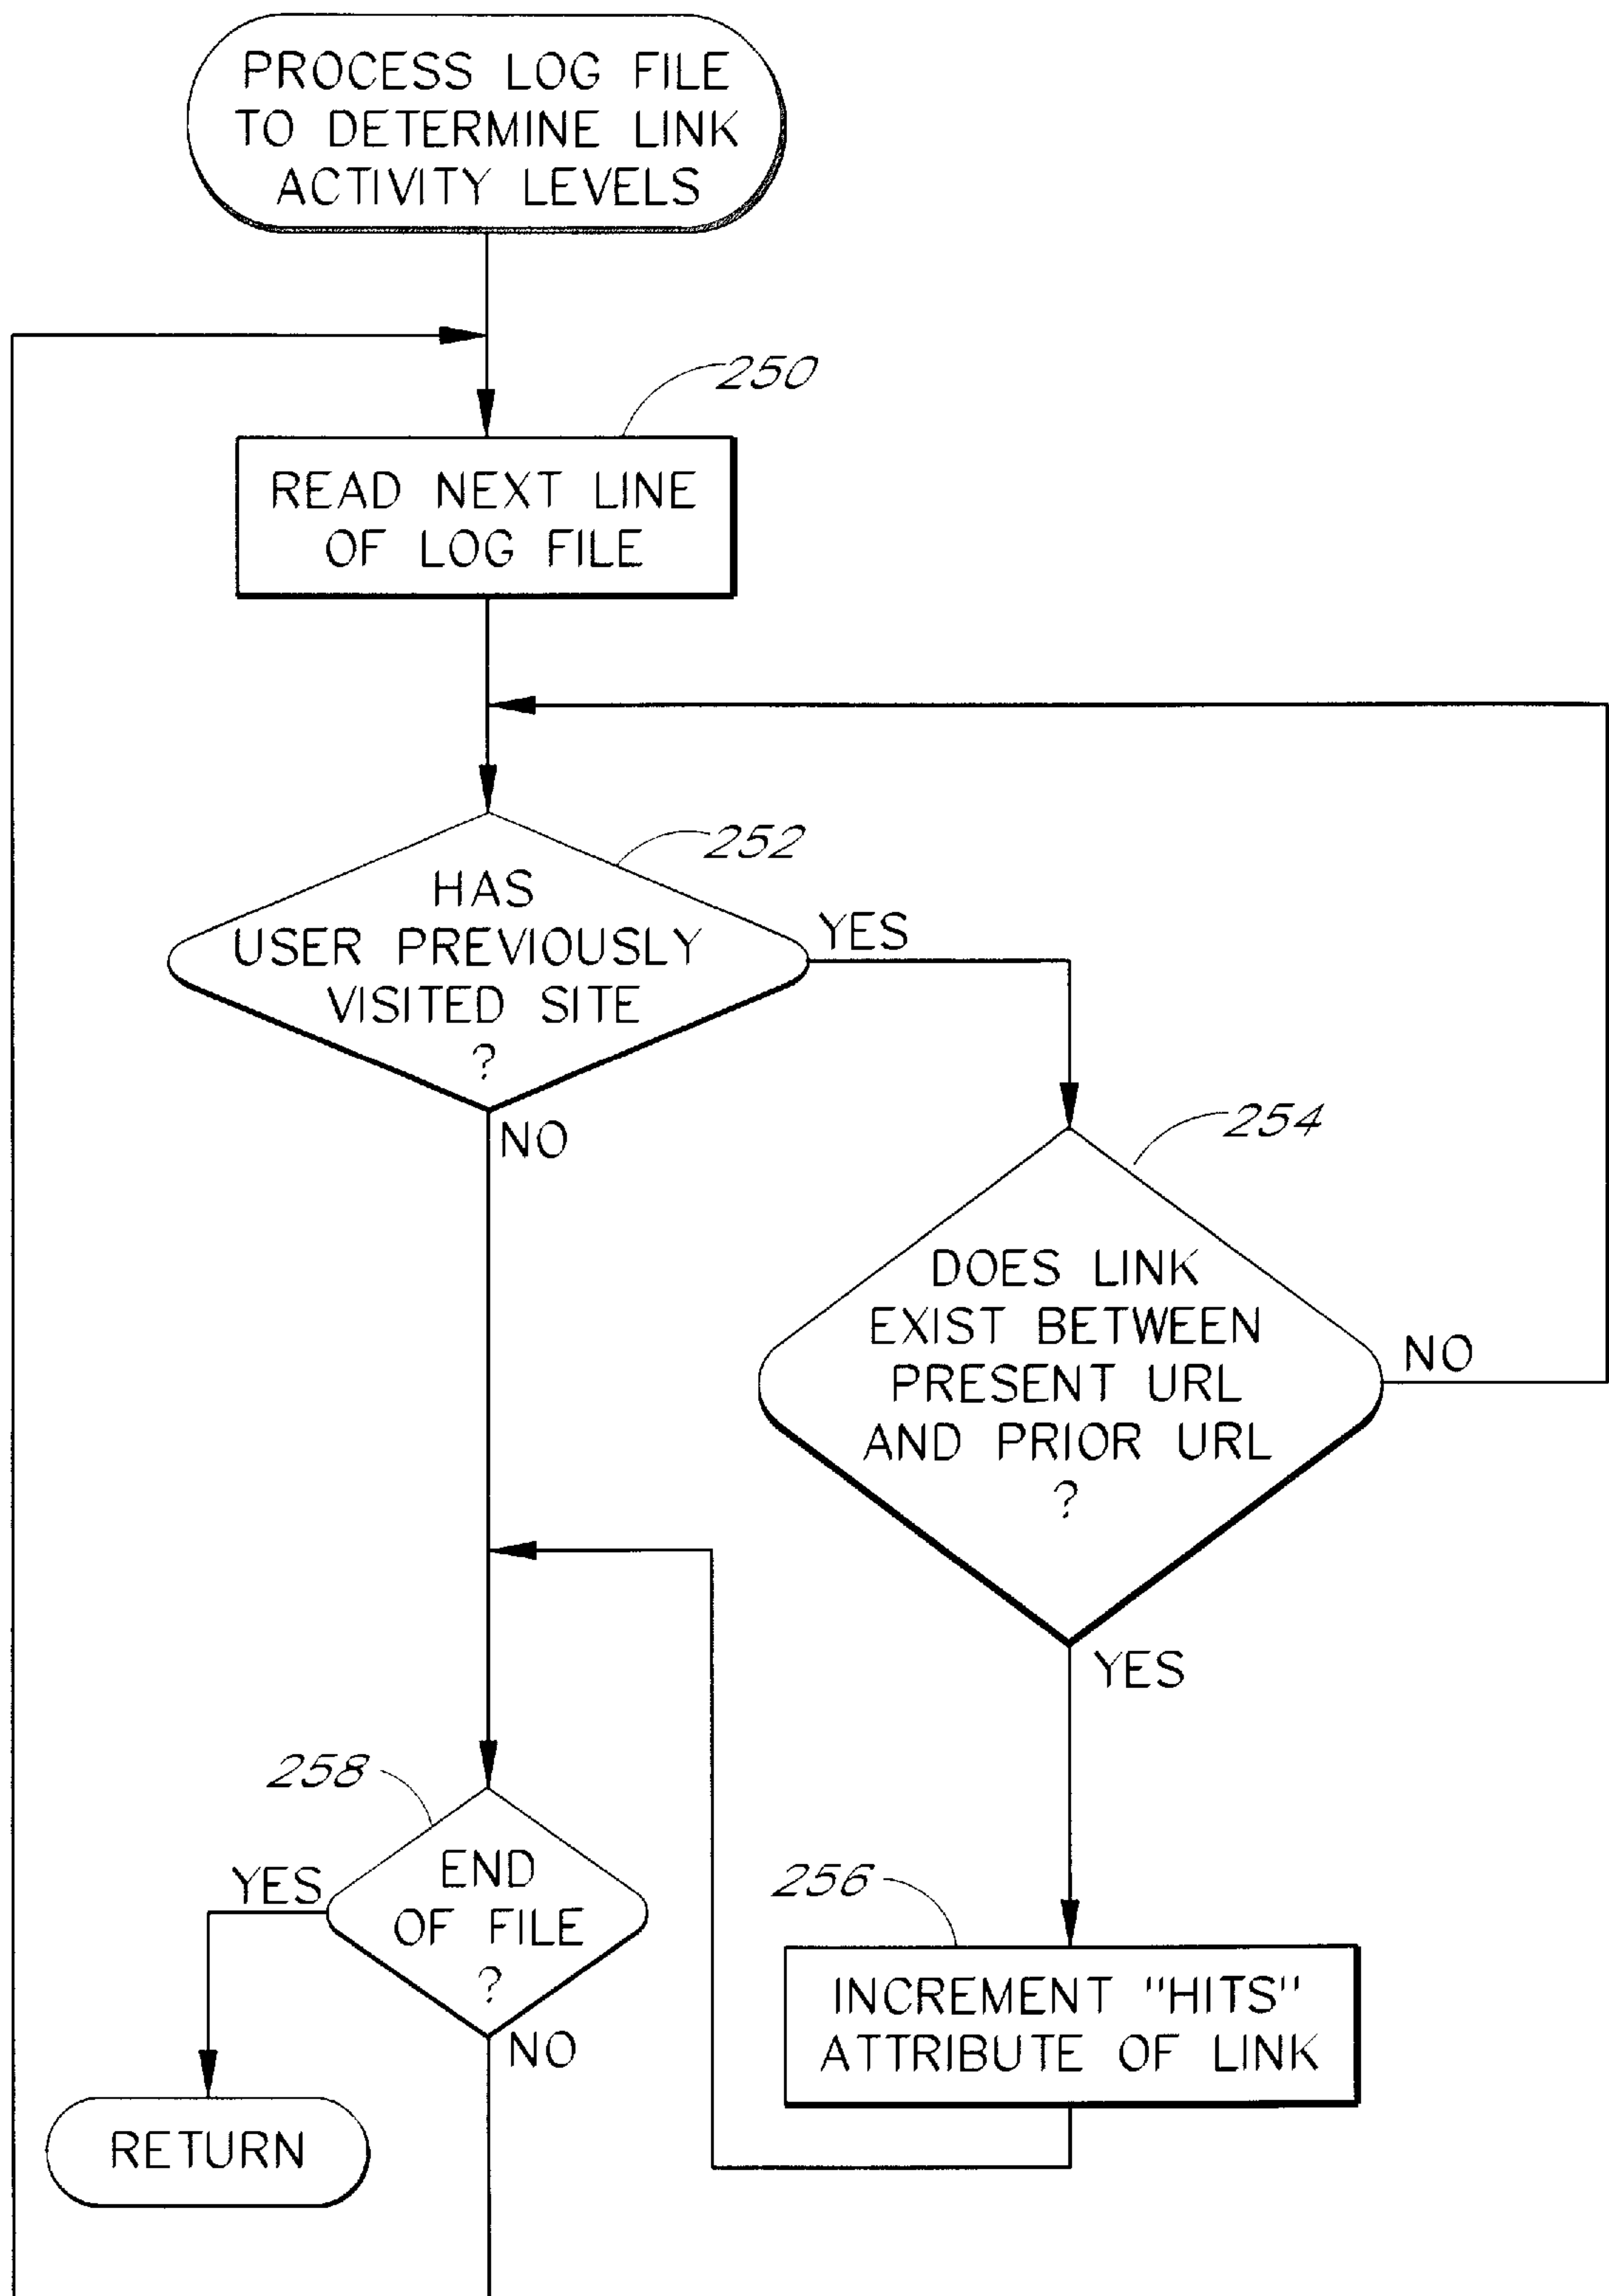 PROCESS LOG FILE
TO DETERMINE LINK
ACTIVITY LEVELS
250
READ NEXT LINE
OF LOG FILE
252
HAS
USER PREVIOUSLY
VISITED SITE
?
YES
NO
254
DOES LINK
EXIST BETWEEN
PRESENT URL
AND PRIOR URL
?
NO
YES
258
END
OF FILE
?
YES
NO
256
INCREMENT "HITS"
ATTRIBUTE OF LINK
RETURN